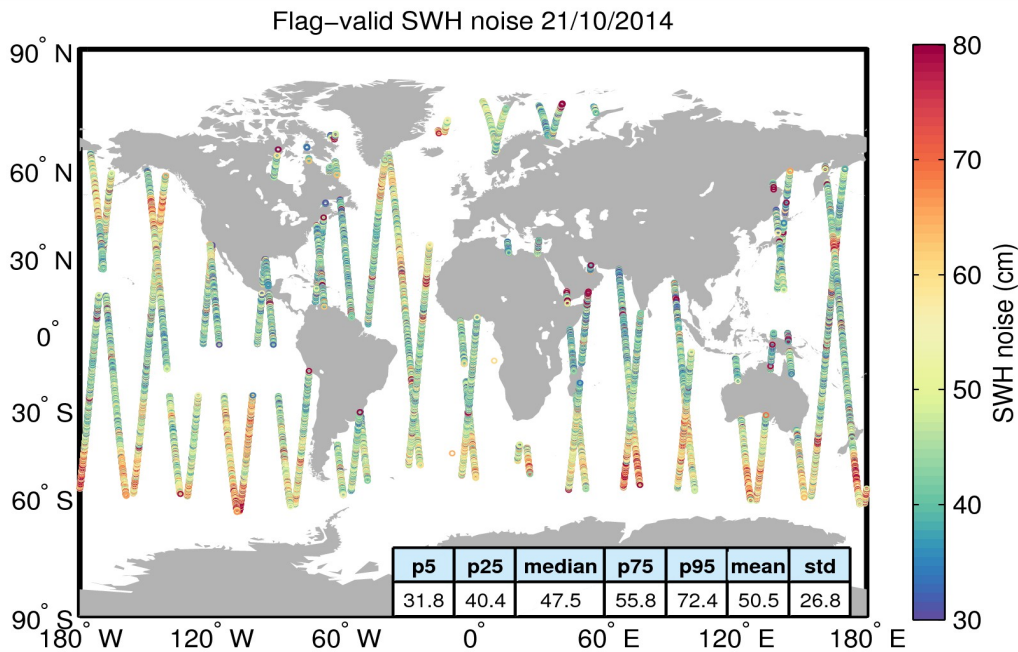 Flag−valid SWH noise 21/10/2014
90° N
60° N
30° N
0°
30° S
60° S
90° S
180° W
120° W
60° W
0°
60° E
120° E
180° E
p5 p25 median p75 p95 mean std
31.8 40.4 47.5 55.8 72.4 50.5 26.8
80
70
60
50
40
30
SWH noise (cm)